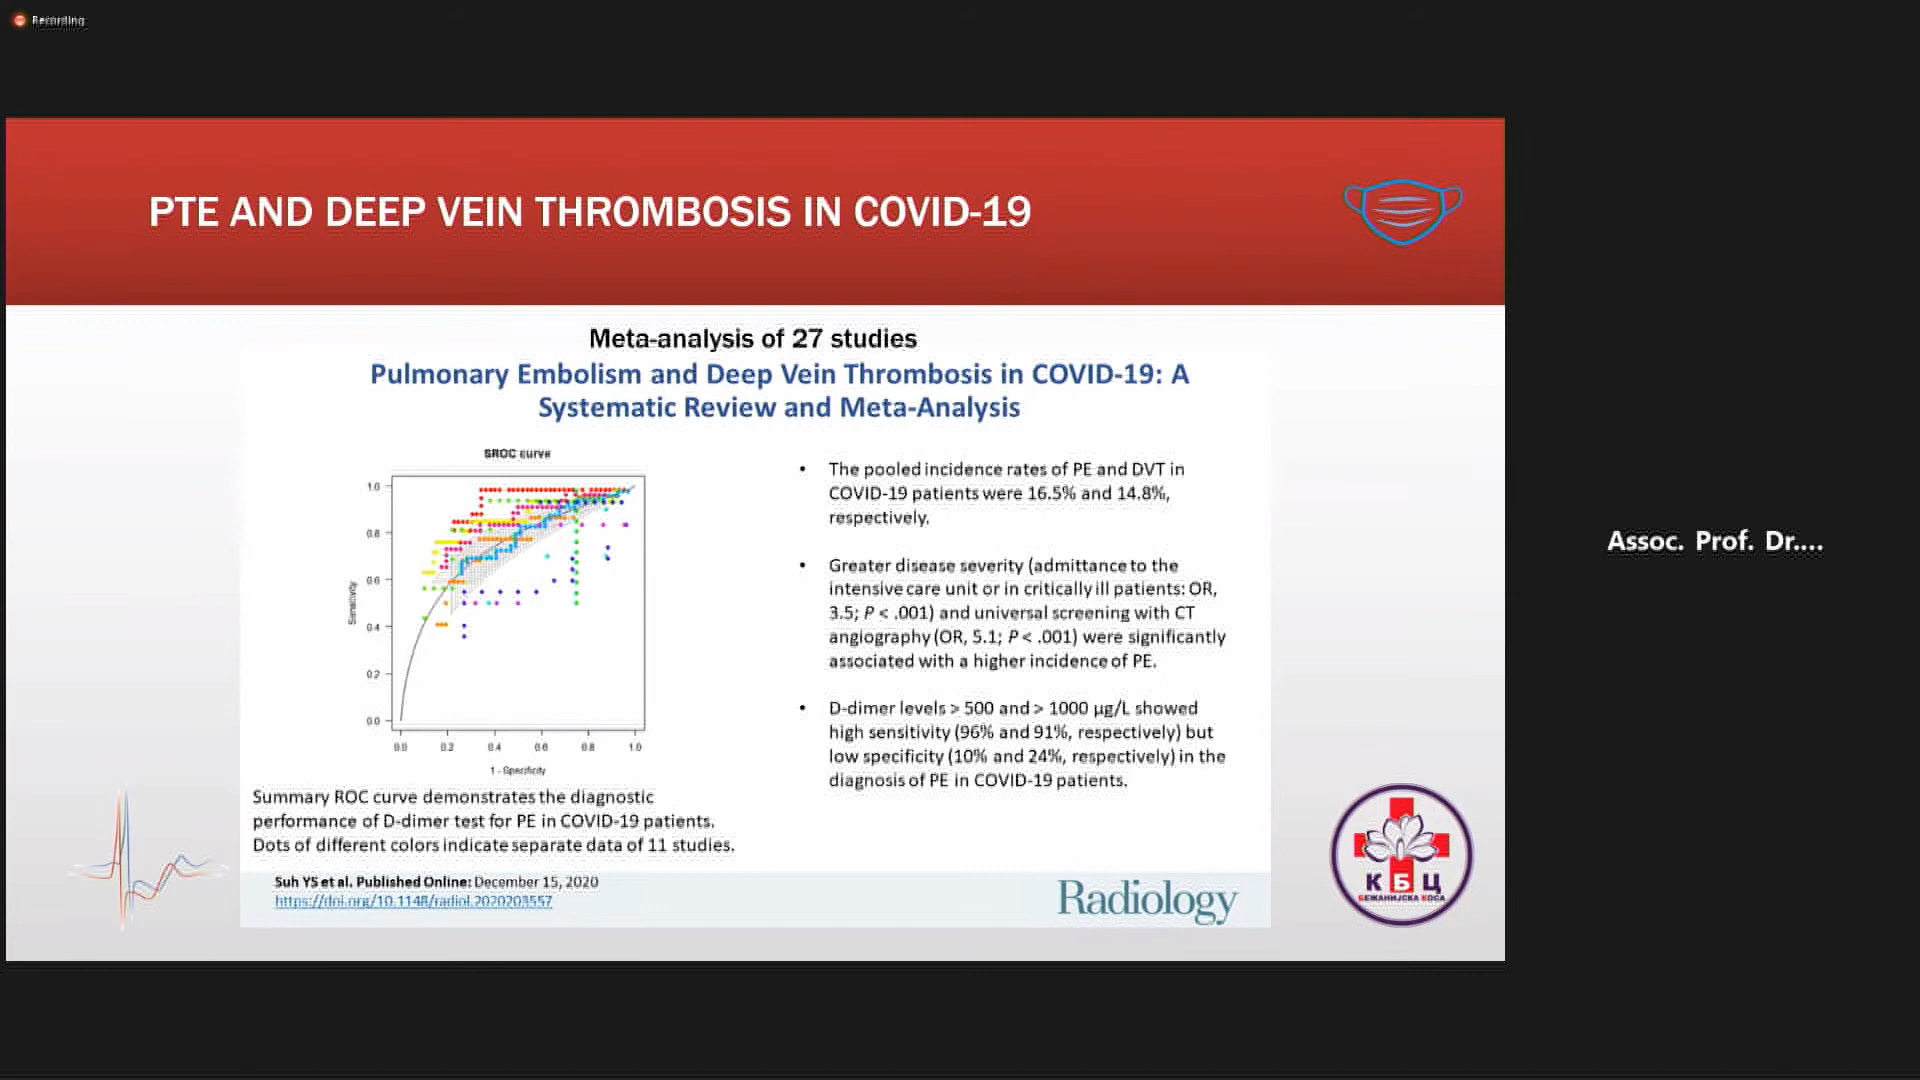 Recording
PTE AND DEEP VEIN THROMBOSIS IN COVID-19
Meta-analysis of 27 studies
Pulmonary Embolism and Deep Vein Thrombosis in COVID-19: A
Systematic Review and Meta-Analysis
SROC curve
1.0
0.8
0.6
0.4
0.2
0.0
Sensitivity
0.0 0.2 0.4 0.6 0.8 1.0
1 - Specificity
Summary ROC curve demonstrates the diagnostic
performance of D-dimer test for PE in COVID-19 patients.
Dots of different colors indicate separate data of 11 studies.
• The pooled incidence rates of PE and DVT in
COVID-19 patients were 16.5% and 14.8%,
respectively.
• Greater disease severity (admittance to the
intensive care unit or in critically ill patients: OR,
3.5; P < .001) and universal screening with CT
angiography (OR, 5.1; P < .001) were significantly
associated with a higher incidence of PE.
• D-dimer levels > 500 and > 1000 µg/L showed
high sensitivity (96% and 91%, respectively) but
low specificity (10% and 24%, respectively) in the
diagnosis of PE in COVID-19 patients.
Suh YS et al. Published Online: December 15, 2020
https://doi.org/10.1148/radiol.2020203557
Radiology
К Б Ц
БЕЖАНИЈСКА КОСА
Assoc. Prof. Dr....